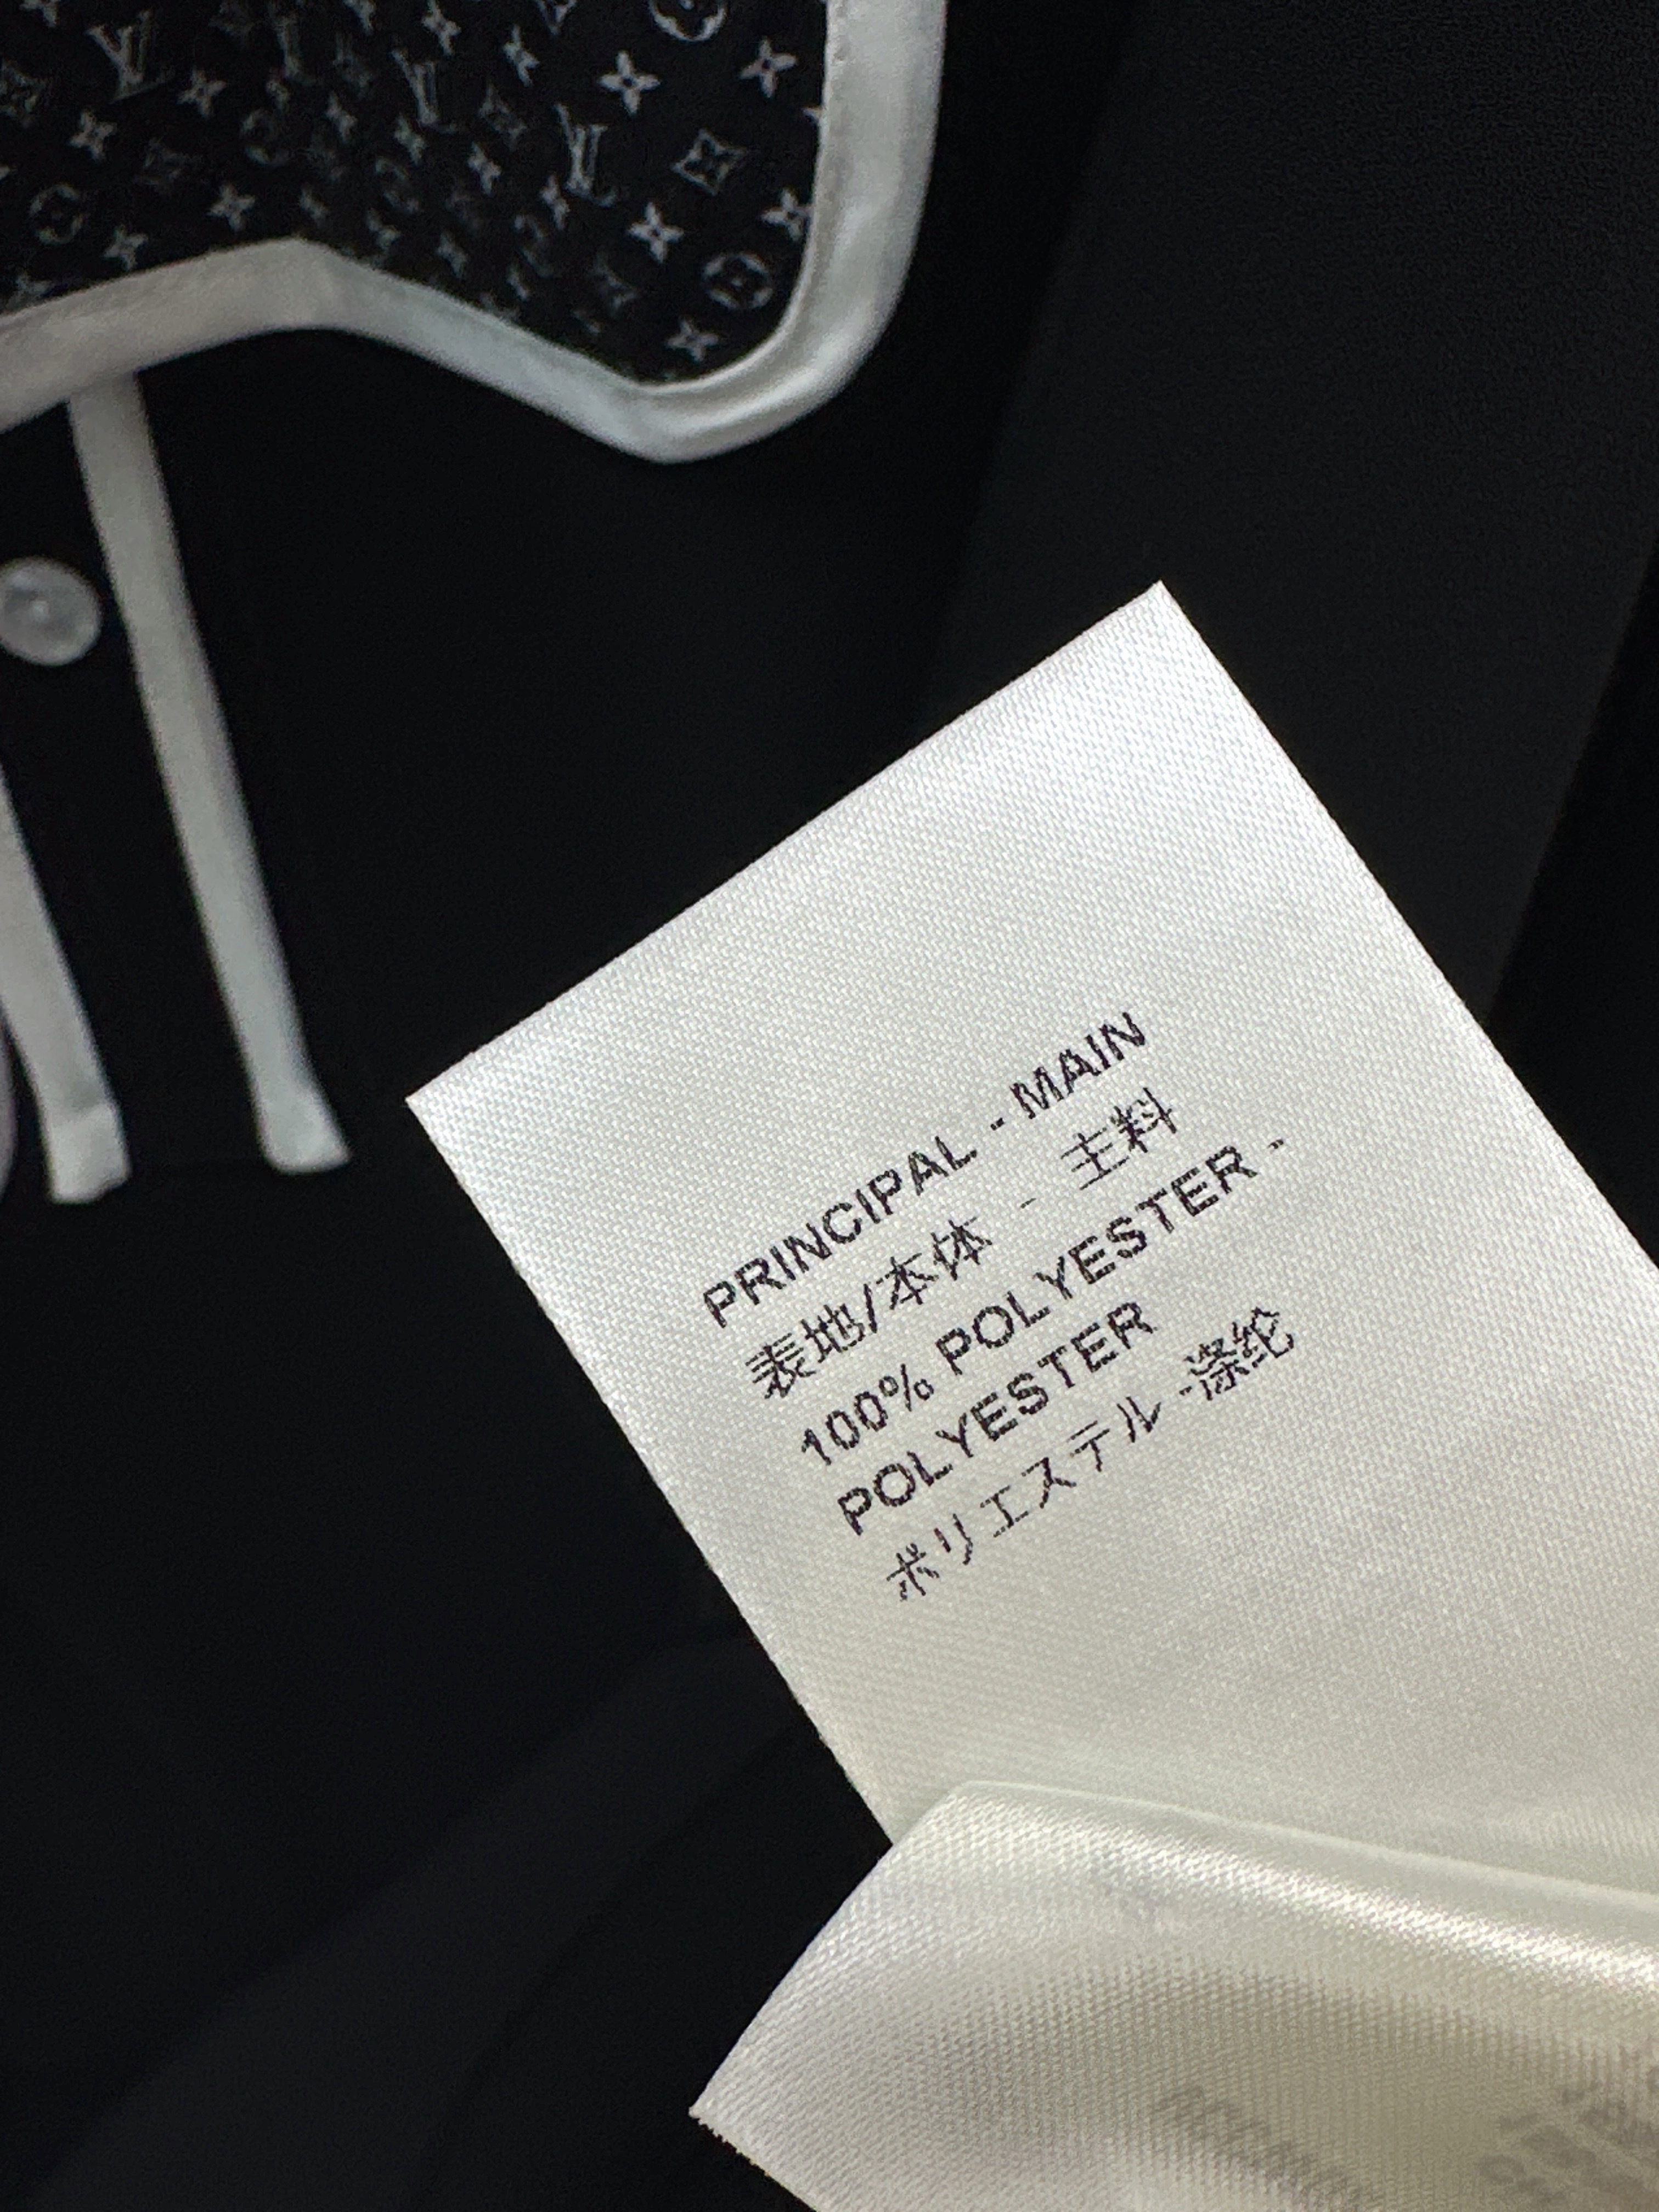 PRINCIPAL - MAIN
表地/本体 - 主料
100% POLYESTER -
POLYESTER
ポリエステル -涤纶